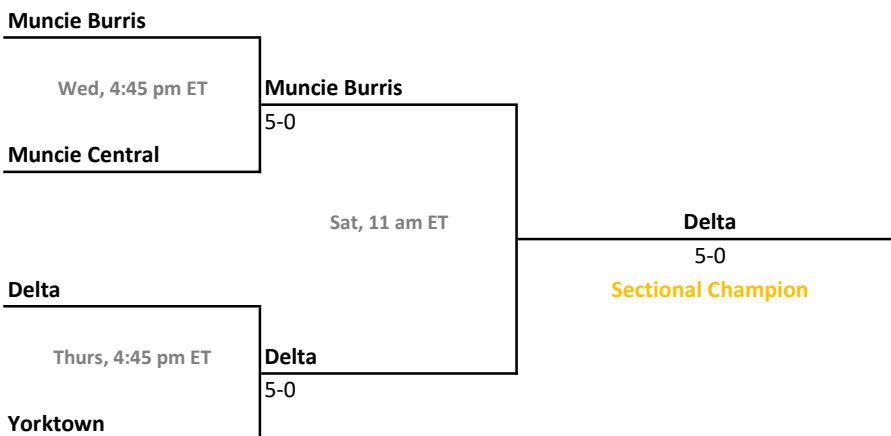 Muncie Burris
Wed, 4:45 pm ET
Muncie Burris
5-0
Muncie Central
Sat, 11 am ET
Delta
5-0
Sectional Champion
Delta
Thurs, 4:45 pm ET
Delta
5-0
Yorktown